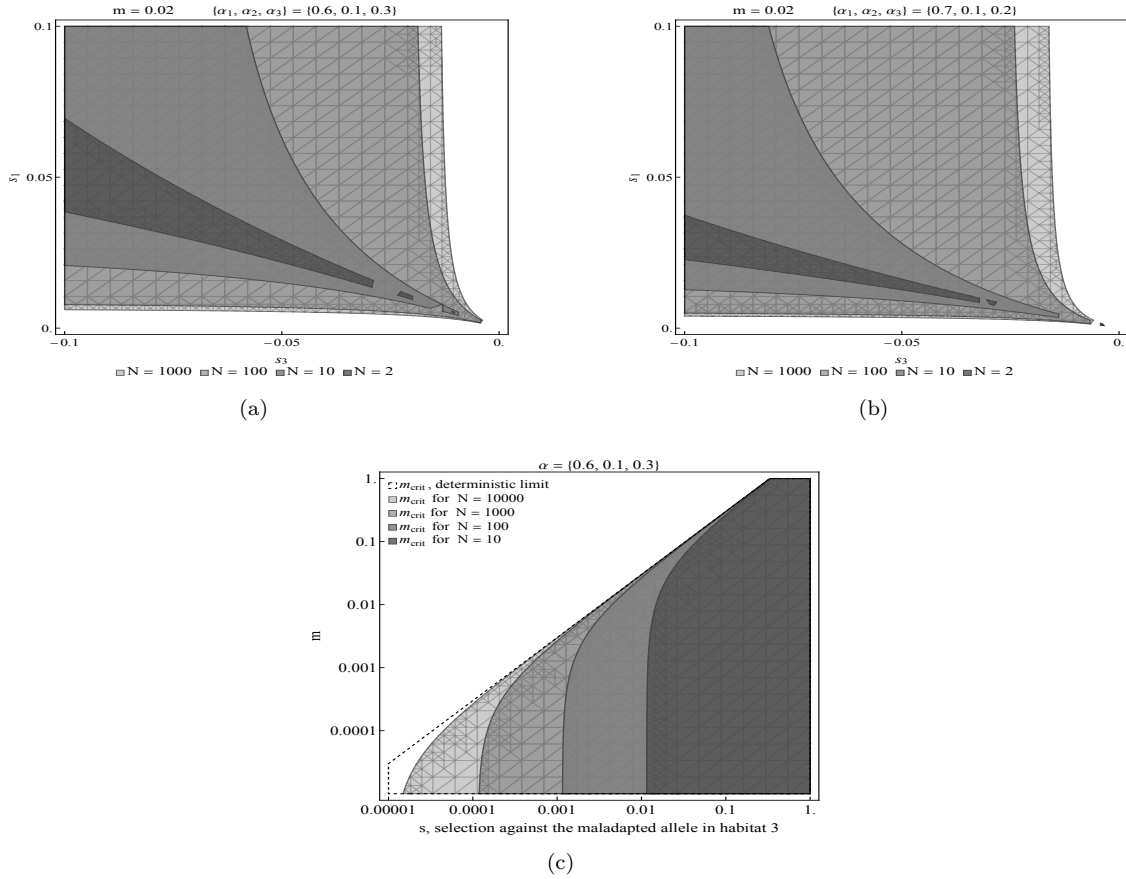 m = 0.02 {α₁, α₂, α₃} = {0.6, 0.1, 0.3}
0.1
s₁
0.05
0.
−0.1 −0.05 0.
s₃
N = 1000 N = 100 N = 10 N = 2
(a)
m = 0.02 {α₁, α₂, α₃} = {0.7, 0.1, 0.2}
0.1
s₁
0.05
0.
−0.1 −0.05 0.
s₃
N = 1000 N = 100 N = 10 N = 2
(b)
α = {0.6, 0.1, 0.3}
m_crit, deterministic limit
m_crit for N = 10000
m_crit for N = 1000
m_crit for N = 100
m_crit for N = 10
1.
0.1
0.01
m
0.001
0.0001
0.00001 0.0001 0.001 0.01 0.1 1.
s, selection against the maladapted allele in habitat 3
(c)